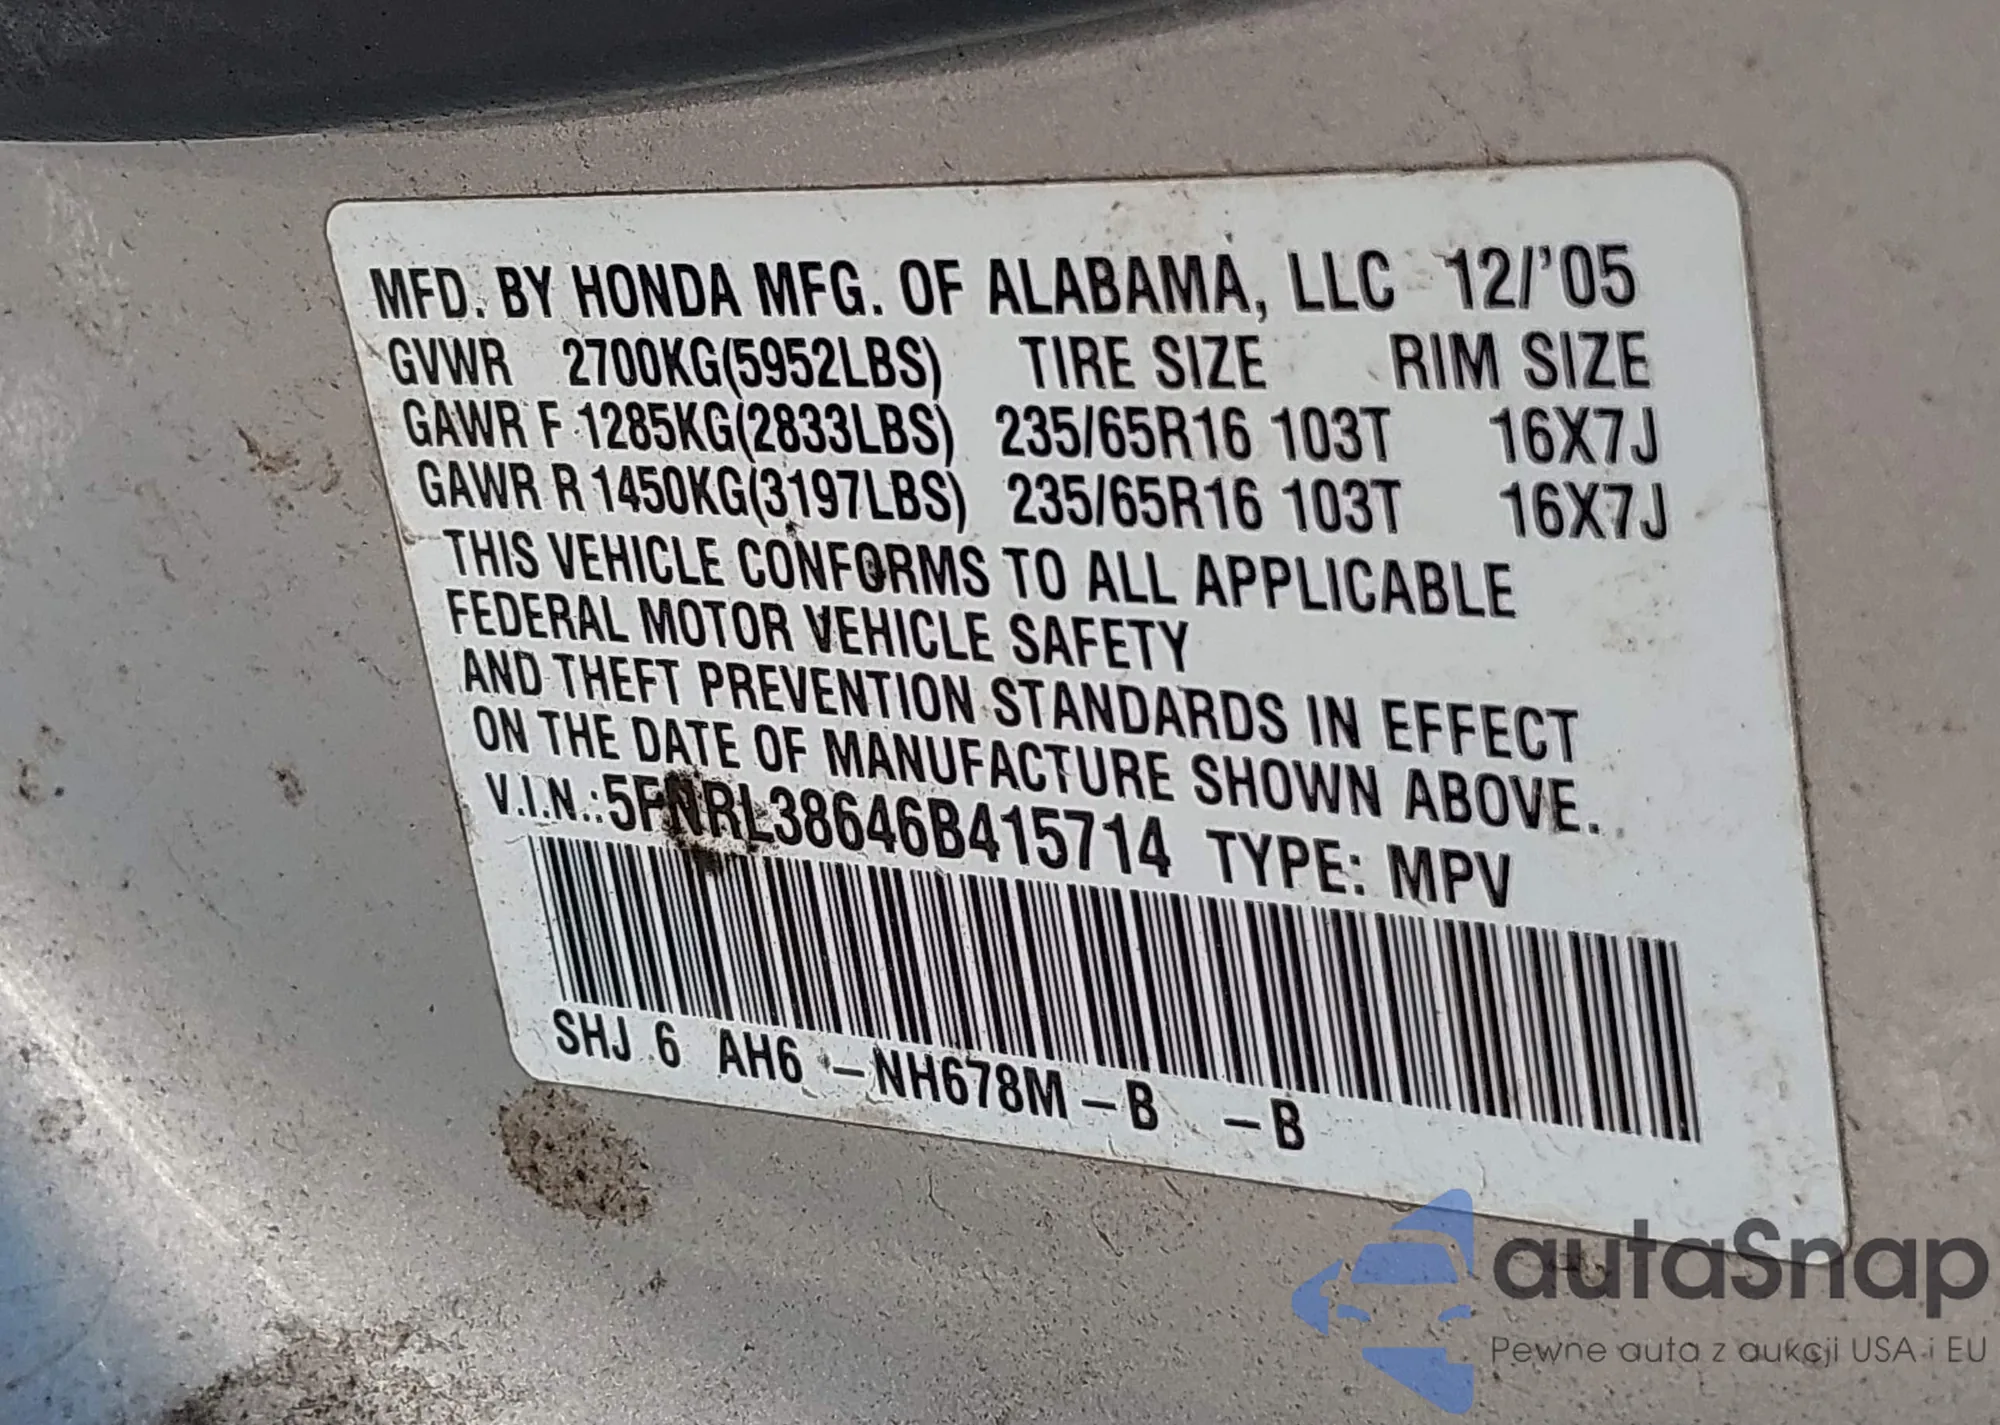 MFD. BY HONDA MFG. OF ALABAMA, LLC 12/'05
GVWR 2700KG(5952LBS) TIRE SIZE RIM SIZE
GAWR F 1285KG(2833LBS) 235/65R16 103T 16X7J
GAWR R 1450KG(3197LBS) 235/65R16 103T 16X7J
THIS VEHICLE CONFORMS TO ALL APPLICABLE
FEDERAL MOTOR VEHICLE SAFETY
AND THEFT PREVENTION STANDARDS IN EFFECT
ON THE DATE OF MANUFACTURE SHOWN ABOVE.
V.I.N.:5FNRL38646B415714 TYPE: MPV
SHJ 6 AH6 -NH678M -B -B
autaSnap
Pewne auta z aukcji USA i EU